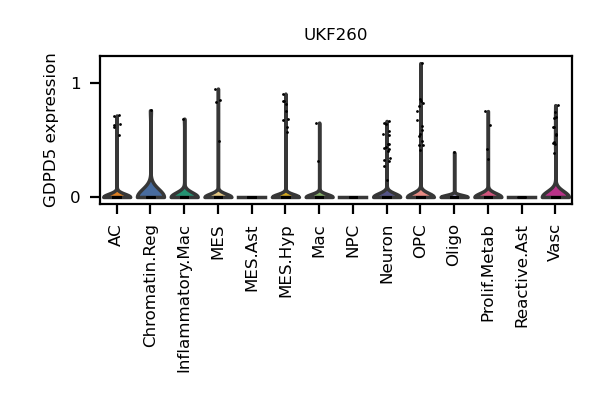 UKF260
GDPD5 expression
1
0
AC
Chromatin.Reg
Inflammatory.Mac
MES
MES.Ast
MES.Hyp
Mac
NPC
Neuron
OPC
Oligo
Prolif.Metab
Reactive.Ast
Vasc